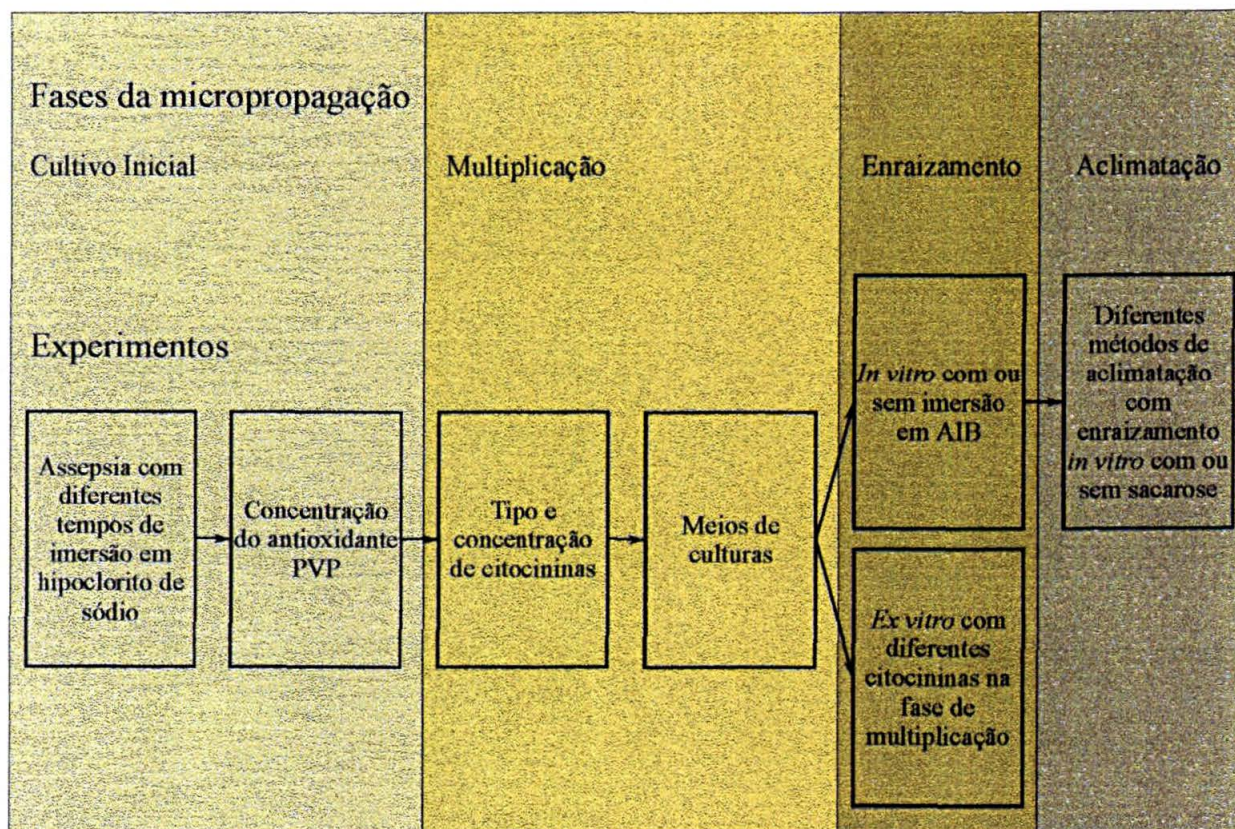 Fases da micropropagação
Cultivo Inicial
Multiplicação
Enraizamento
Aclimatação
Experimentos
Assepsia com
diferentes
tempos de
imersão em
hipoclorito de
sódio
Concentração
do antioxidante
PVP
Tipo e
concentração
de citocininas
Meios de
culturas
In vitro com ou
sem imersão
em AIB
Ex vitro com
diferentes
citocininas na
fase de
multiplicação
Diferentes
métodos de
aclimatação
com
enraizamento
in vitro com ou
sem sacarose